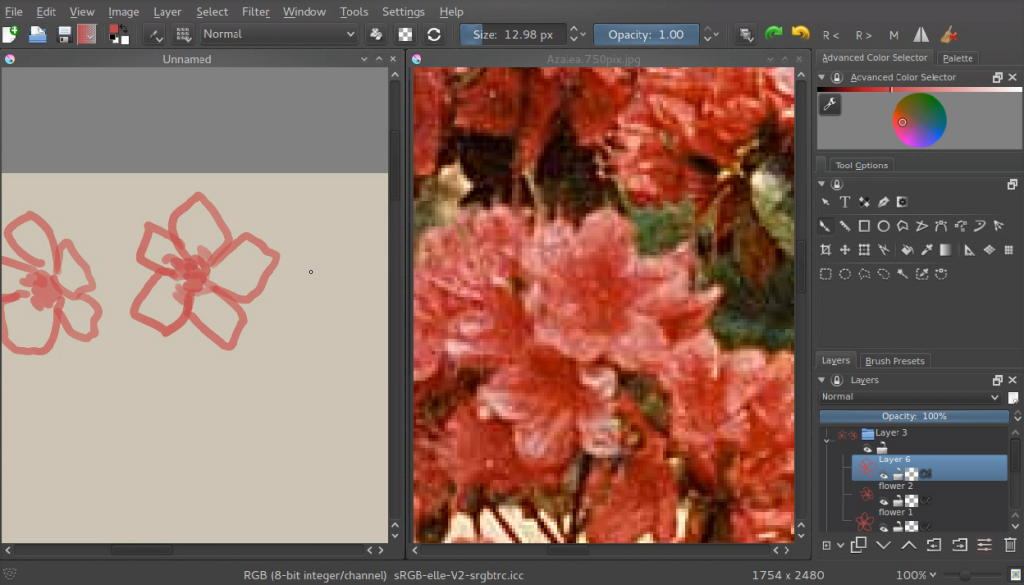 File Edit View Image Layer Select Filter Window Tools Settings Help
Normal Size: 12.98 px Opacity: 1.00 R < R > M
Unnamed
Azalea.750pix.jpg
Advanced Color Selector Palette
Advanced Color Selector
Tool Options
T
Layers Brush Presets
Layers
Normal
Opacity: 100%
Layer 3
Layer 6
flower 2
flower 1
RGB (8-bit integer/channel) sRGB-elle-V2-srgbtrc.icc 1754 x 2480 100%